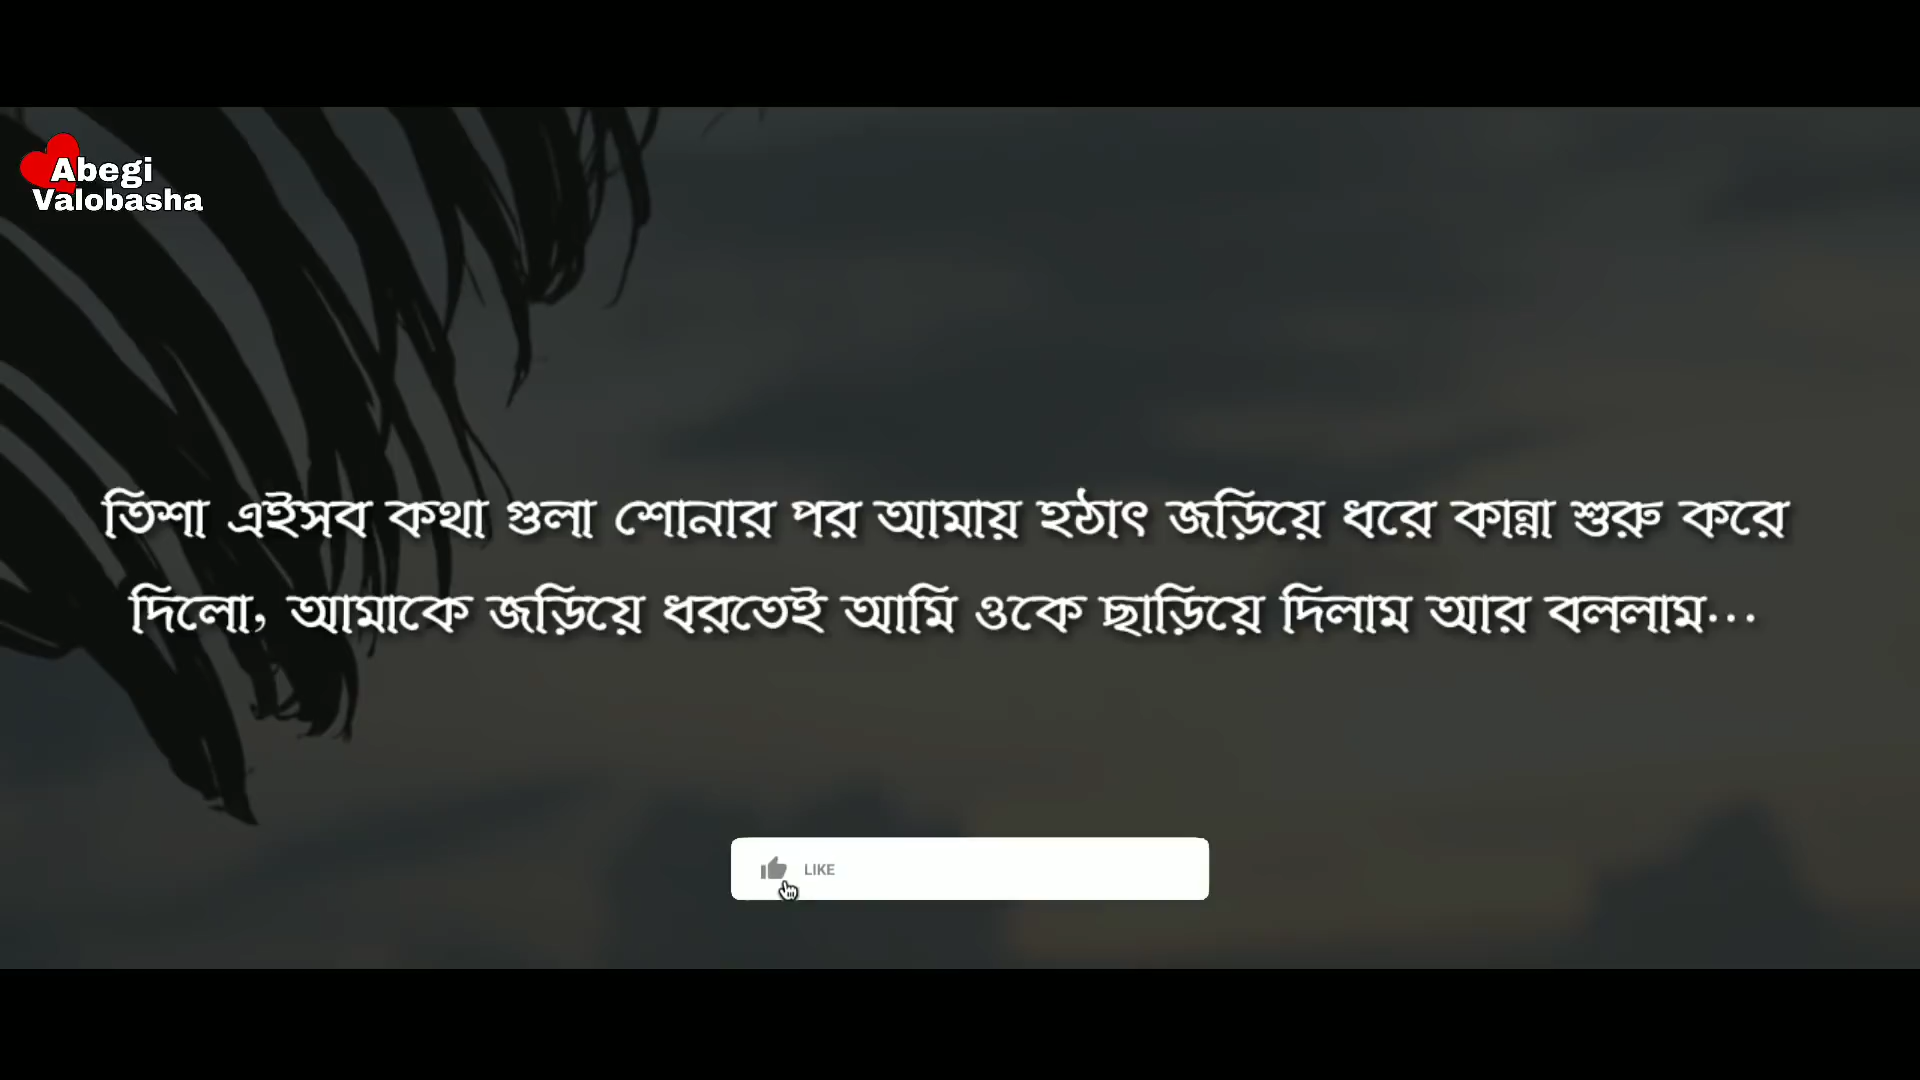 Abegi
Valobasha
তিশা এইসব কথা গুলা শোনার পর আমায় হঠাৎ জড়িয়ে ধরে কান্না শুরু করে
দিলো, আমাকে জড়িয়ে ধরতেই আমি ওকে ছাড়িয়ে দিলাম আর বললাম...
LIKE